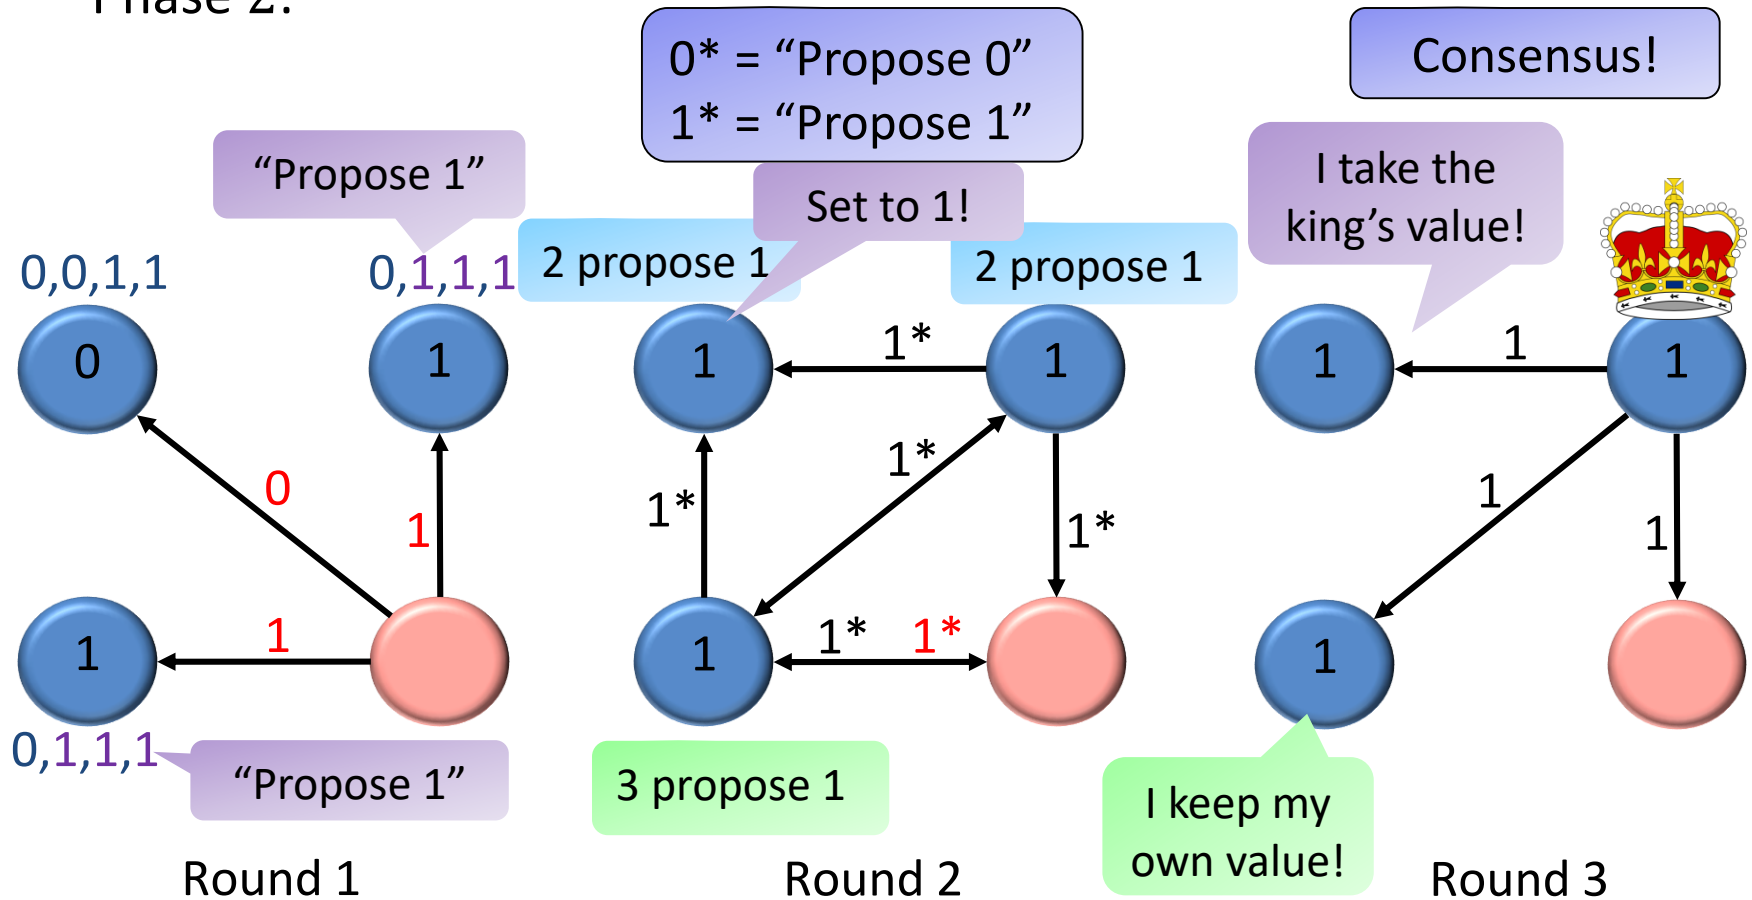 Phase 2:
0* = “Propose 0”
1* = “Propose 1”
Consensus!
“Propose 1”
0,0,1,1
0,1,1,1
0
1
0
1
1
1
0,1,1,1
“Propose 1”
Round 1
Set to 1!
2 propose 1
2 propose 1
1
1*
1
1*
1*
1*
1
1*
1*
3 propose 1
Round 2
I take the
king’s value!
1
1
1
1
1
1
I keep my
own value!
Round 3